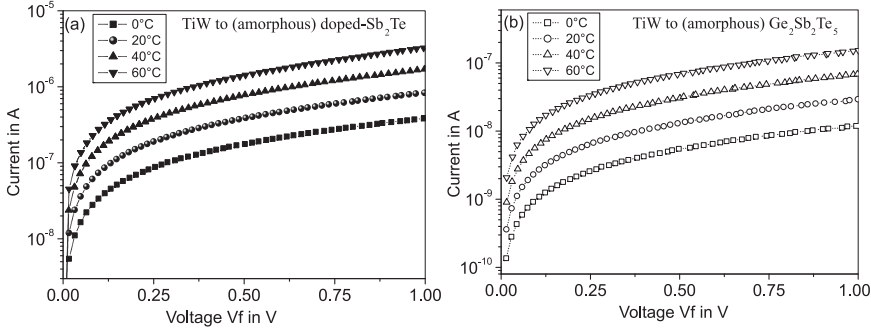 (a) TiW to (amorphous) doped-Sb₂Te
0°C
20°C
40°C
60°C
10⁻⁵
10⁻⁶
10⁻⁷
10⁻⁸
Current in A
0.00 0.25 0.50 0.75 1.00
Voltage Vf in V
(b) TiW to (amorphous) Ge₂Sb₂Te₅
0°C
20°C
40°C
60°C
10⁻⁷
10⁻⁸
10⁻⁹
10⁻¹⁰
Current in A
0.00 0.25 0.50 0.75 1.00
Voltage Vf in V